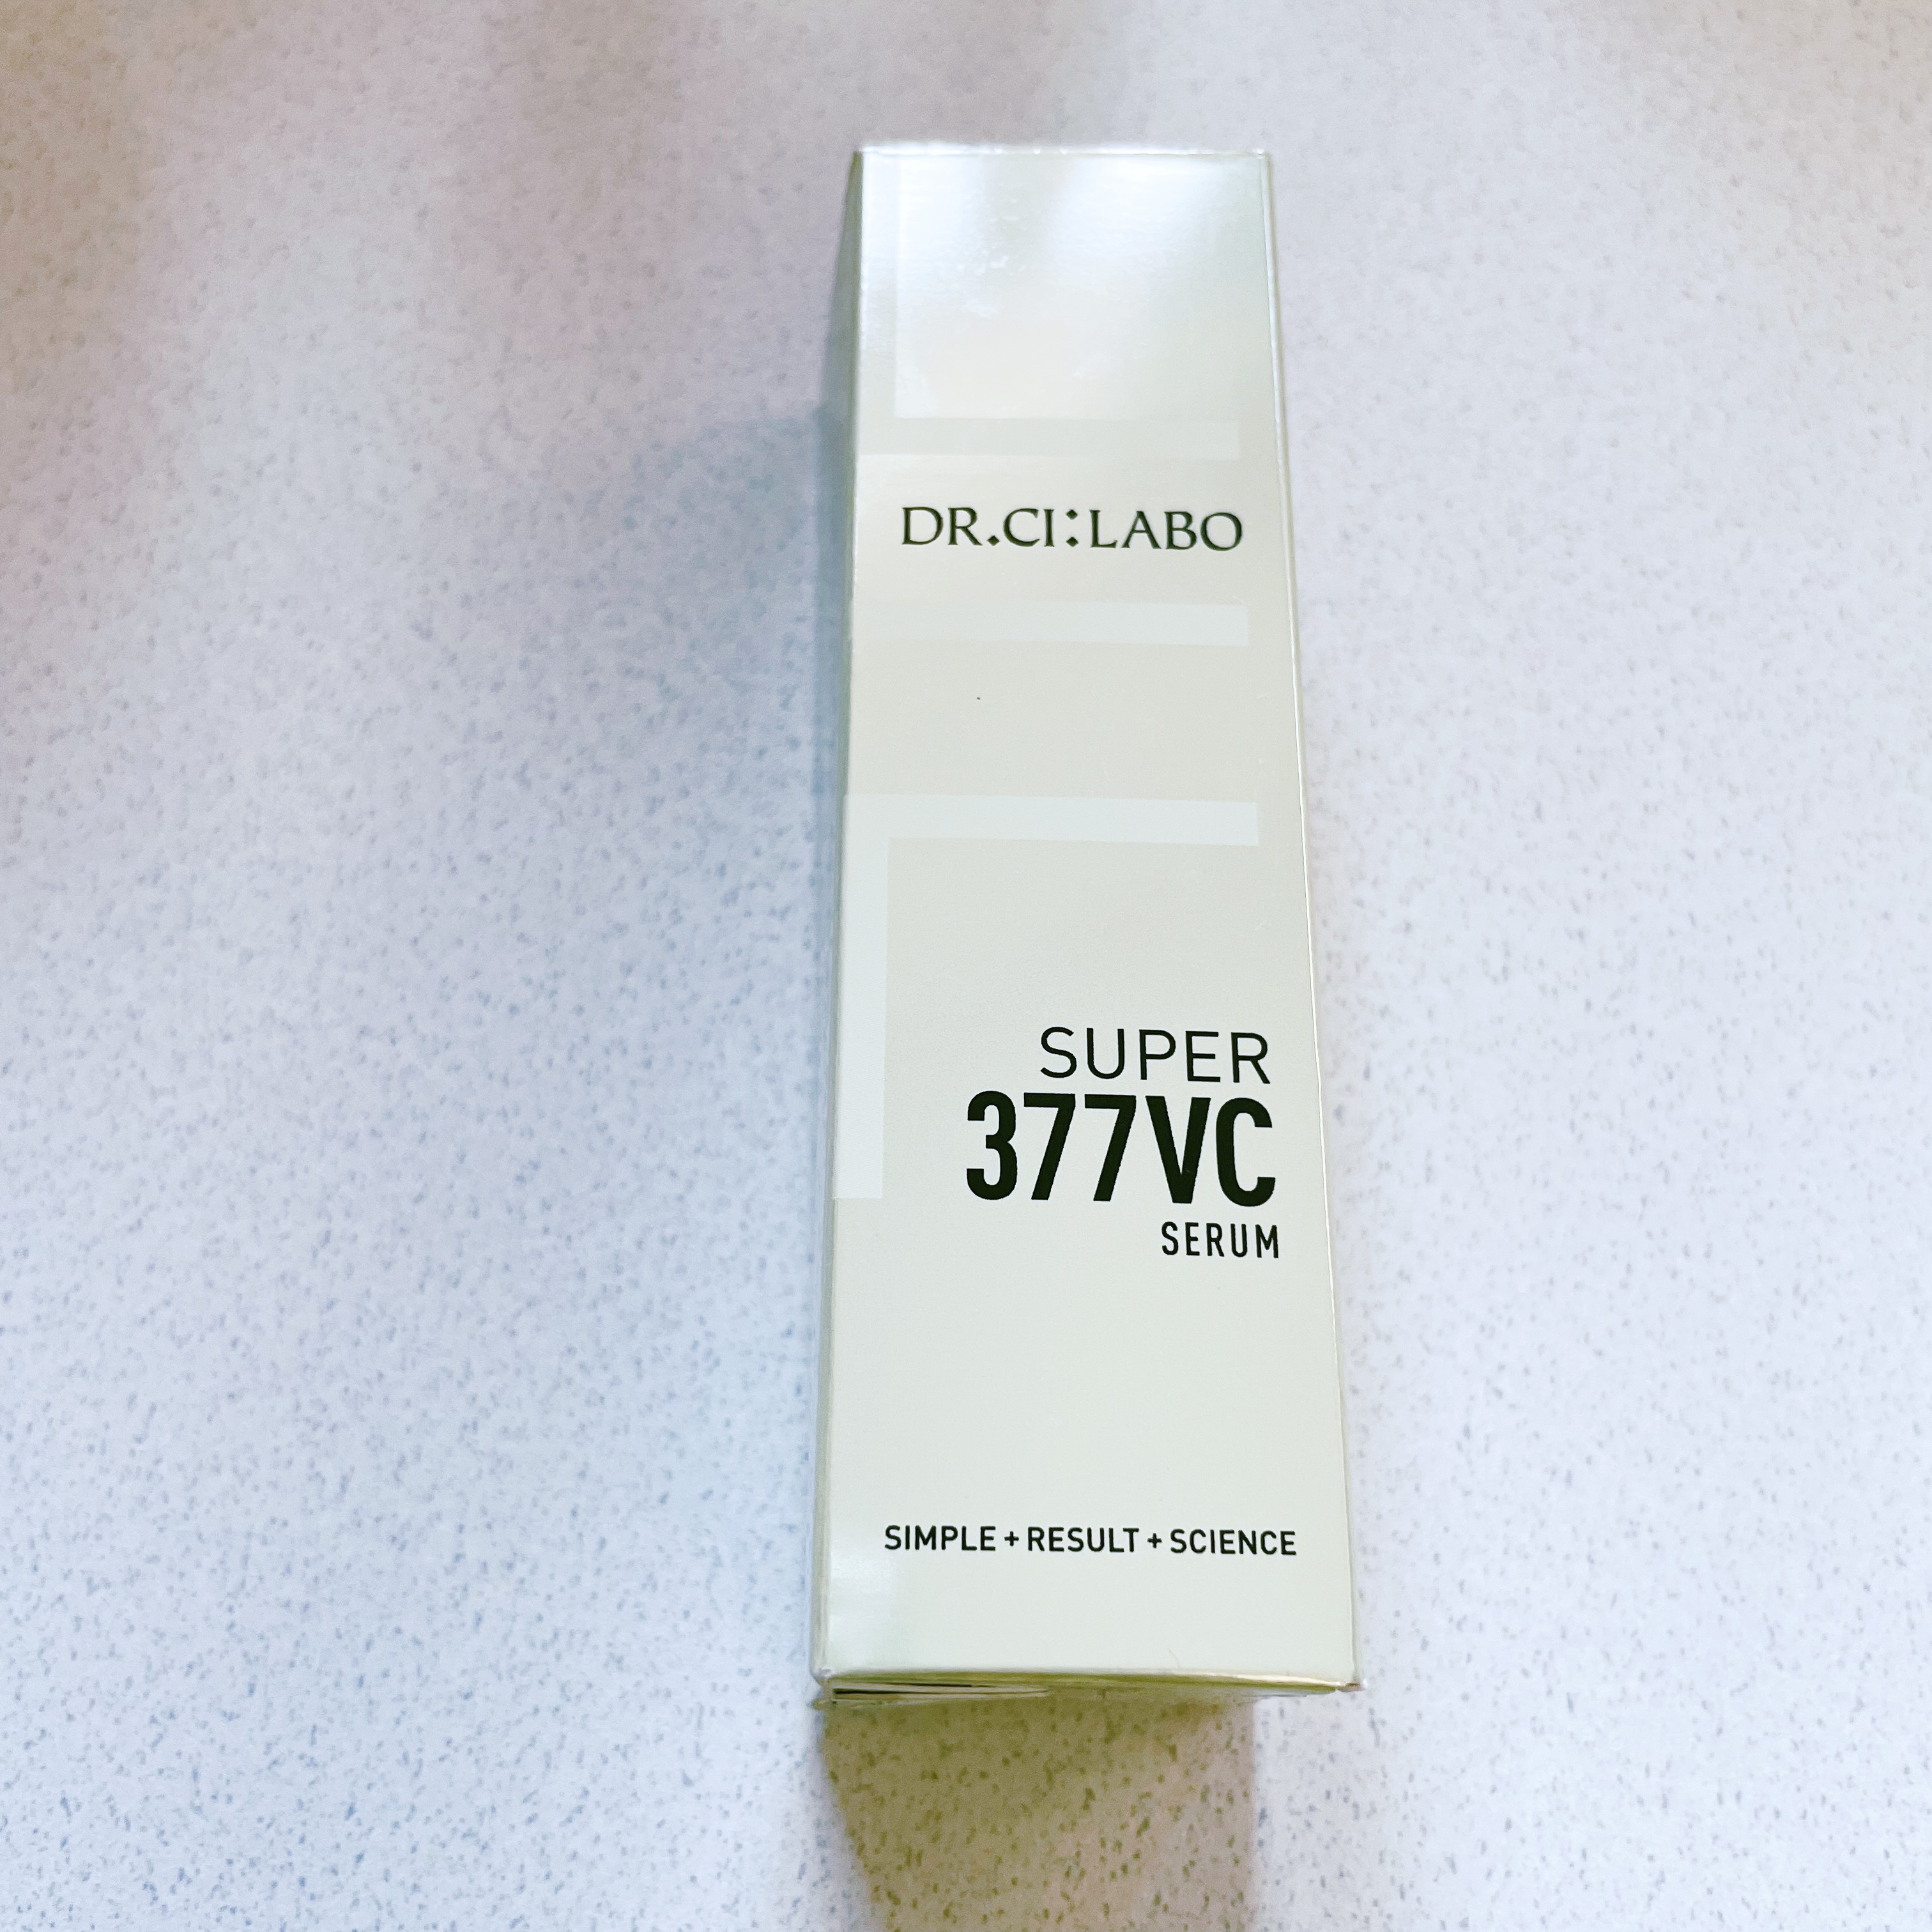 DR.CI:LABO
SUPER
377VC
SERUM
SIMPLE + RESULT + SCIENCE